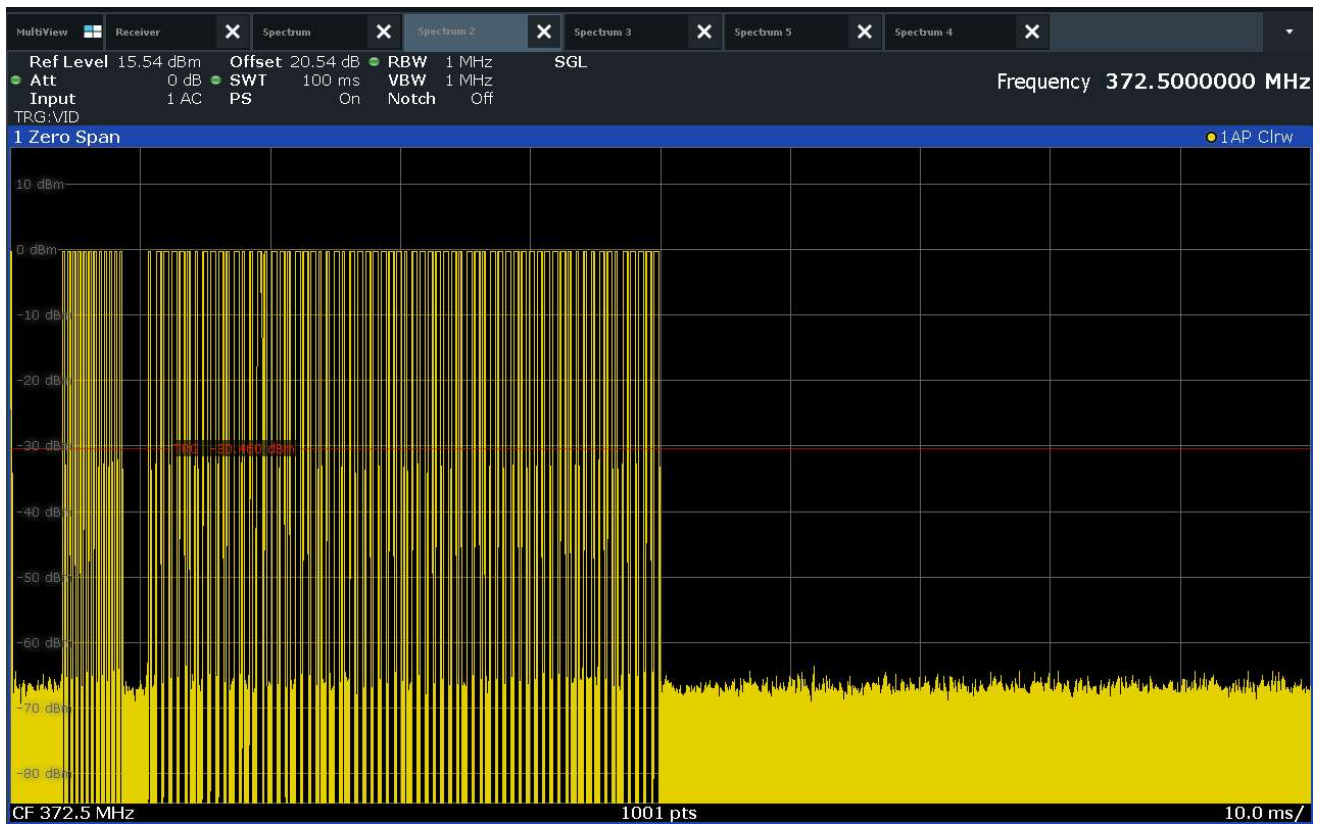 MultiView Receiver Spectrum Spectrum 2 Spectrum 3 Spectrum 5 Spectrum 4
Ref Level 15.54 dBm Offset 20.54 dB RBW 1 MHz SGL
Att 0 dB SWT 100 ms VBW 1 MHz Frequency 372.5000000 MHz
Input 1 AC PS On Notch Off
TRG:VID
1 Zero Span 1AP Clrw
10 dBm
0 dBm
-10 dBm
-20 dBm
-30 dBm
TRG -30.460 dBm
-40 dBm
-50 dBm
-60 dBm
-70 dBm
-80 dBm
CF 372.5 MHz 1001 pts 10.0 ms/